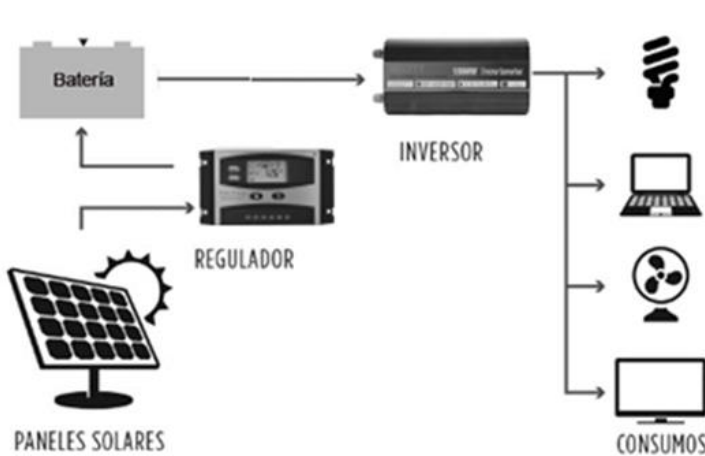 Batería
INVERSOR
REGULADOR
PANELES SOLARES
CONSUMOS